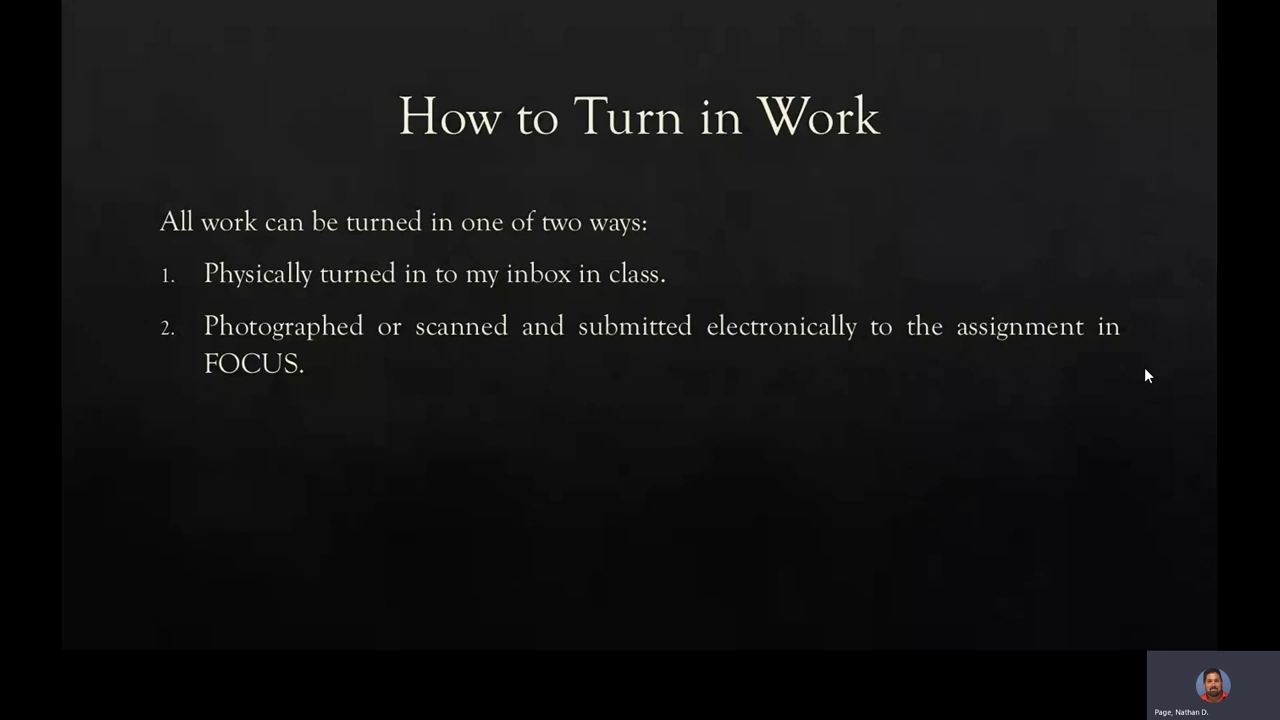 How to Turn in Work
All work can be turned in one of two ways:
1. Physically turned in to my inbox in class.
2. Photographed or scanned and submitted electronically to the assignment in
FOCUS.
Page, Nathan D.